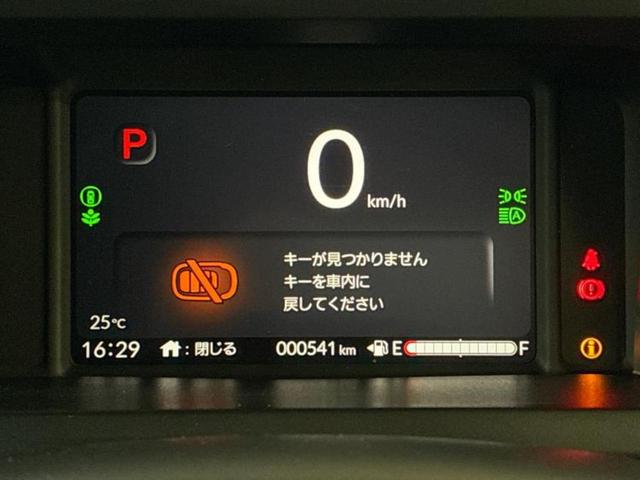 P
0 km/h
A
キーが見つかりません
キーを車内に
戻してください
25℃
16:29 :閉じる 000541 km E F